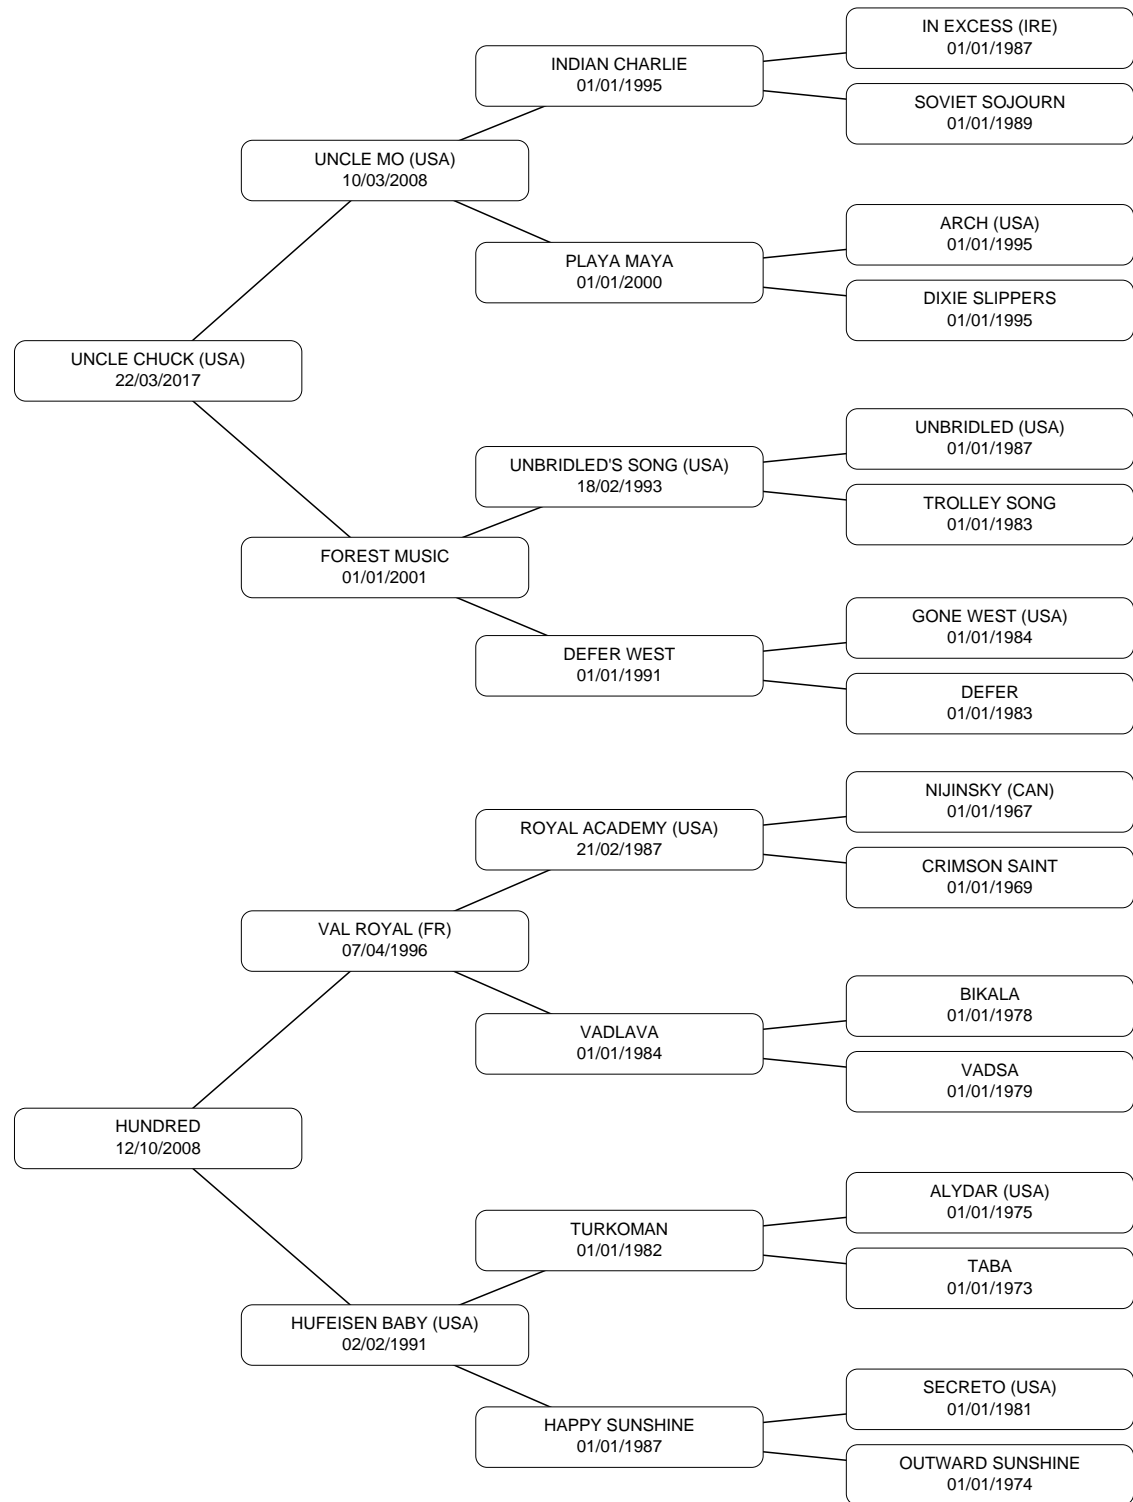 IN EXCESS (IRE)
01/01/1987
INDIAN CHARLIE
01/01/1995
SOVIET SOJOURN
01/01/1989
UNCLE MO (USA)
10/03/2008
ARCH (USA)
01/01/1995
PLAYA MAYA
01/01/2000
DIXIE SLIPPERS
01/01/1995
UNCLE CHUCK (USA)
22/03/2017
UNBRIDLED (USA)
01/01/1987
UNBRIDLED'S SONG (USA)
18/02/1993
TROLLEY SONG
01/01/1983
FOREST MUSIC
01/01/2001
GONE WEST (USA)
01/01/1984
DEFER WEST
01/01/1991
DEFER
01/01/1983
NIJINSKY (CAN)
01/01/1967
ROYAL ACADEMY (USA)
21/02/1987
CRIMSON SAINT
01/01/1969
VAL ROYAL (FR)
07/04/1996
BIKALA
01/01/1978
VADLAVA
01/01/1984
VADSA
01/01/1979
HUNDRED
12/10/2008
ALYDAR (USA)
01/01/1975
TURKOMAN
01/01/1982
TABA
01/01/1973
HUFEISEN BABY (USA)
02/02/1991
SECRETO (USA)
01/01/1981
HAPPY SUNSHINE
01/01/1987
OUTWARD SUNSHINE
01/01/1974